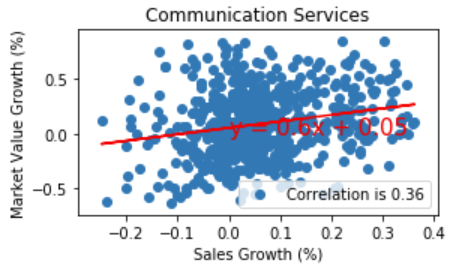 Communication Services
Market Value Growth (%)
0.5
0.0
−0.5
y = 0.6x + 0.05
Correlation is 0.36
−0.2
−0.1
0.0
0.1
0.2
0.3
0.4
Sales Growth (%)